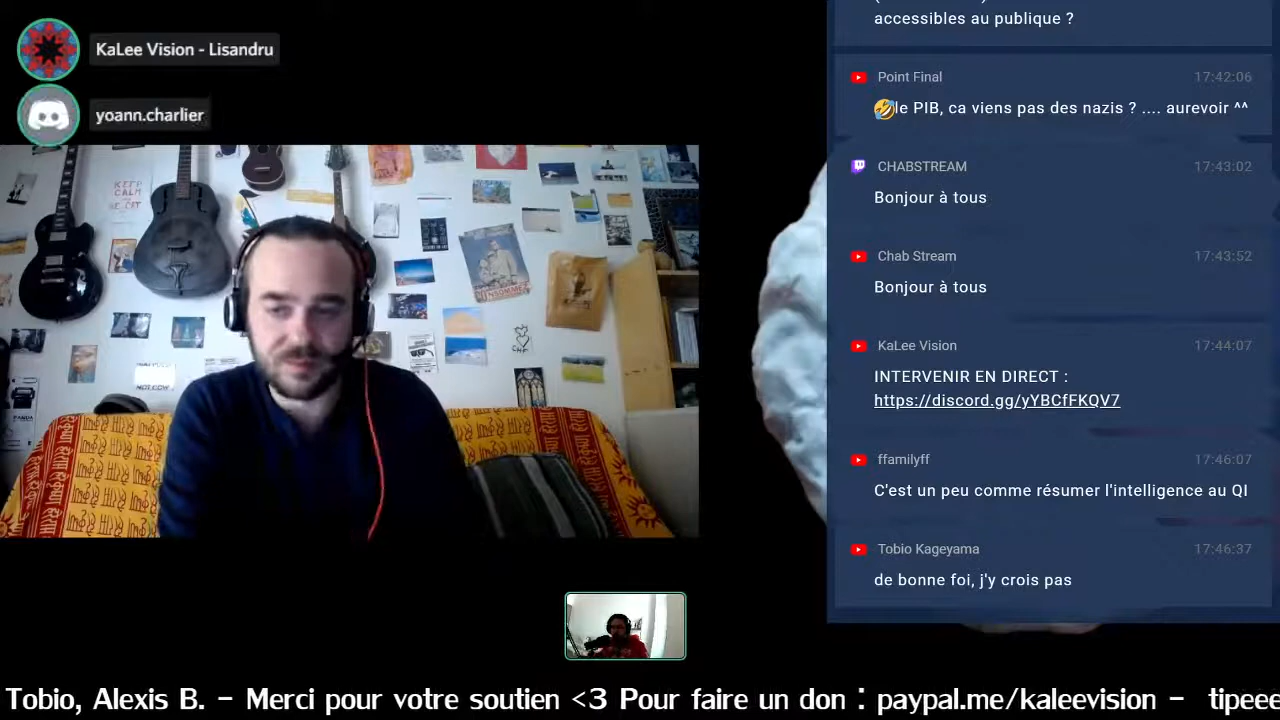 KaLee Vision - Lisandru
yoann.charlier
accessibles au publique ?
Point Final 17:42:06
🤣le PIB, ca viens pas des nazis ? .... aurevoir ^^
CHABSTREAM 17:43:02
Bonjour à tous
Chab Stream 17:43:52
Bonjour à tous
KaLee Vision 17:44:07
INTERVENIR EN DIRECT :
https://discord.gg/yYBCfFKQV7
ffamilyff 17:46:07
C'est un peu comme résumer l'intelligence au QI
Tobio Kageyama 17:46:37
de bonne foi, j'y crois pas
KEEP
CALM
Tobio, Alexis B. - Merci pour votre soutien <3 Pour faire un don : paypal.me/kaleevision - tipeee